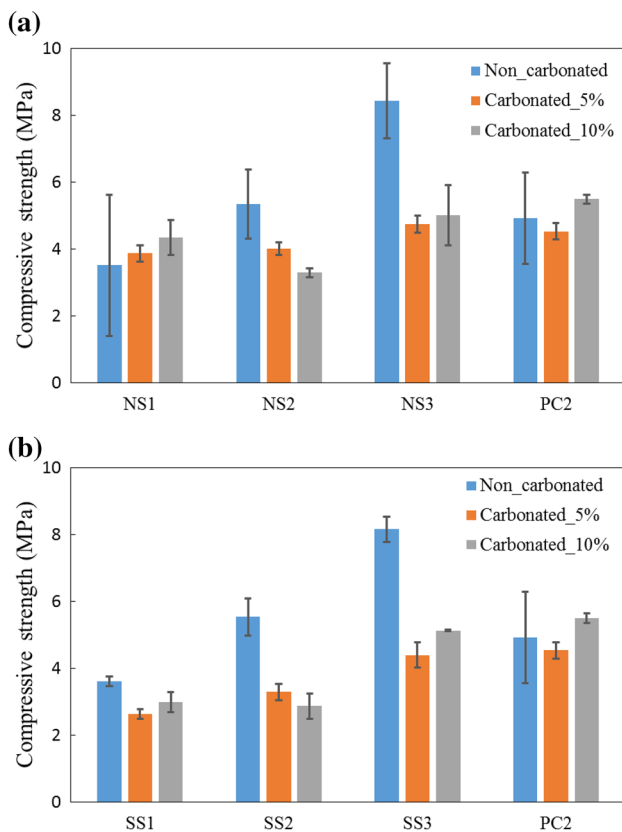 (a)
Compressive strength (MPa)
10
8
6
4
2
0
Non_carbonated
Carbonated_5%
Carbonated_10%
NS1 NS2 NS3 PC2
(b)
Compressive strength (MPa)
10
8
6
4
2
0
Non_carbonated
Carbonated_5%
Carbonated_10%
SS1 SS2 SS3 PC2